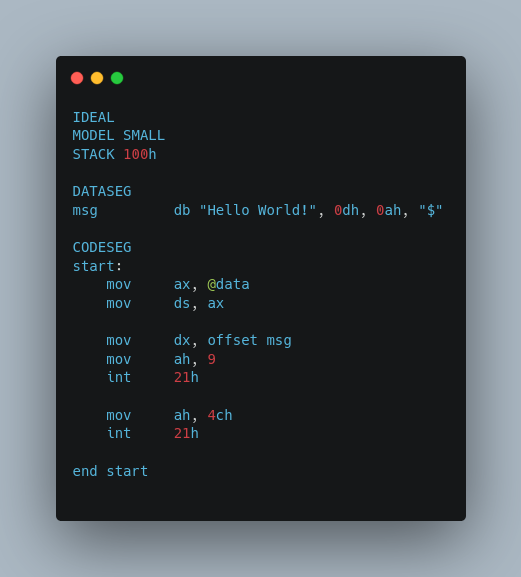 IDEAL
MODEL SMALL
STACK 100h
DATASEG
msg         db "Hello World!", 0dh, 0ah, "$"
CODESEG
start:
    mov     ax, @data
    mov     ds, ax
    mov     dx, offset msg
    mov     ah, 9
    int     21h
    mov     ah, 4ch
    int     21h
end start